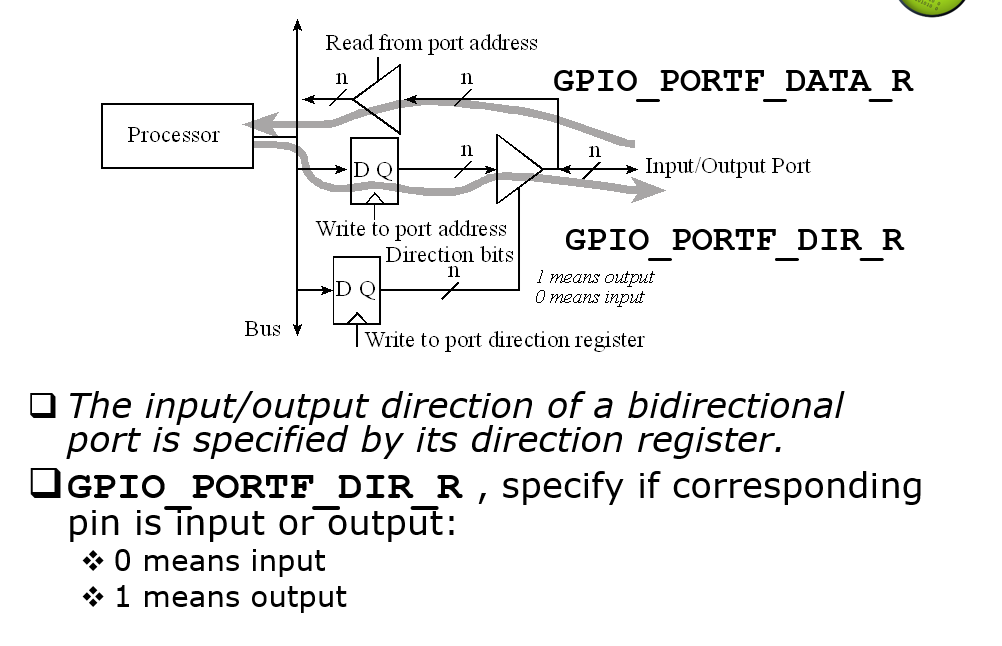 Read from port address
n
n
GPIO_PORTF_DATA_R
Processor
n
n
D Q
Input/Output Port
Write to port address
GPIO_PORTF_DIR_R
Direction bits
n
1 means output
0 means input
D Q
Bus
Write to port direction register
The input/output direction of a bidirectional
port is specified by its direction register.
GPIO_PORTF_DIR_R , specify if corresponding
pin is input or output:
0 means input
1 means output